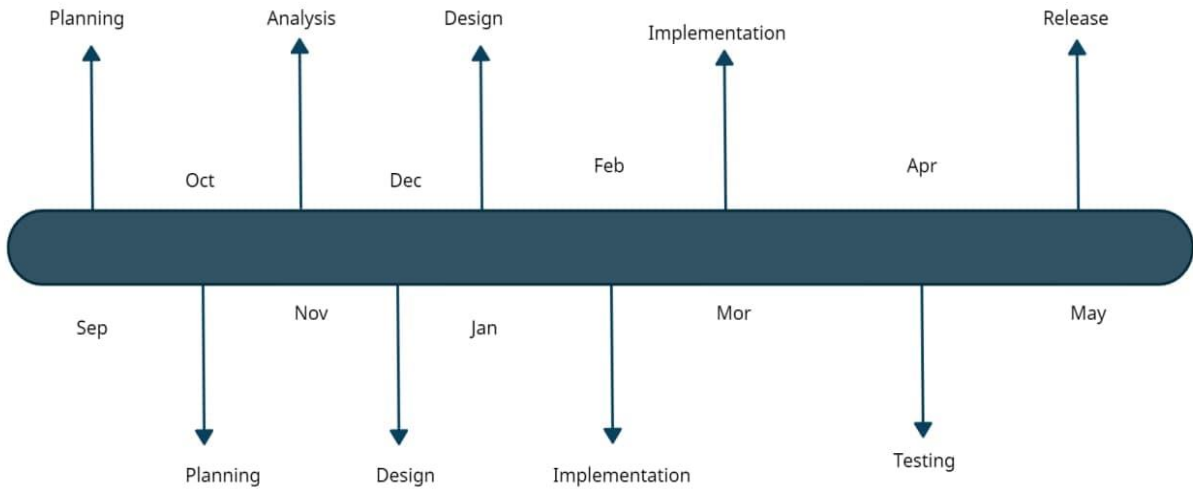 Planning
Analysis
Design
Implementation
Release
Oct
Dec
Feb
Apr
Sep
Nov
Jan
Mor
May
Planning
Design
Implementation
Testing